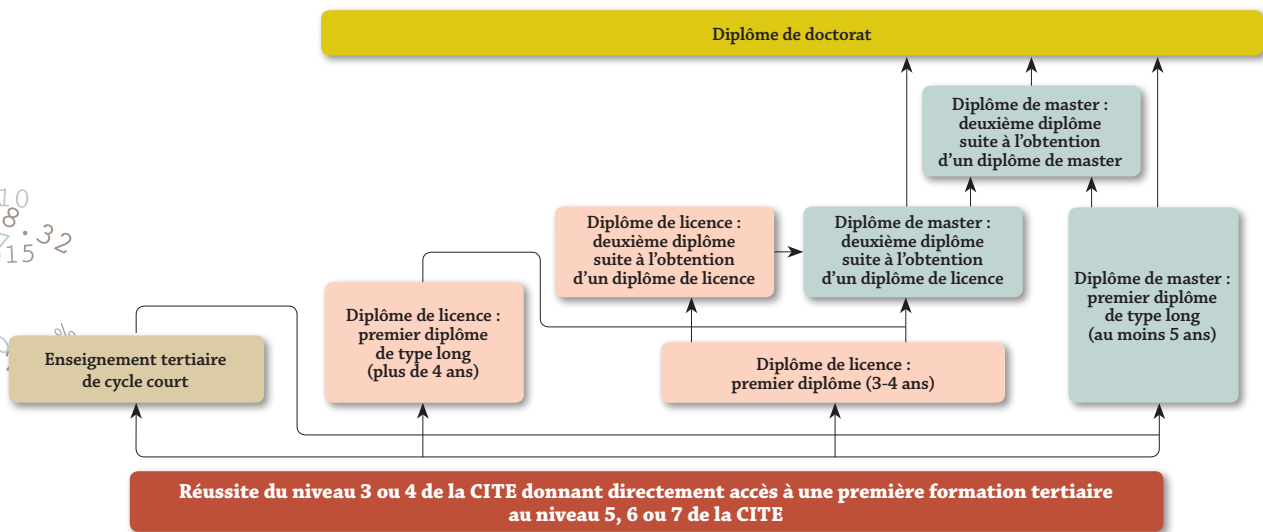 Diplôme de doctorat
Diplôme de master :
deuxième diplôme
suite à l'obtention
d'un diplôme de master
10
8.32
15
Diplôme de licence :
deuxième diplôme
suite à l'obtention
d'un diplôme de licence
Diplôme de master :
deuxième diplôme
suite à l'obtention
d'un diplôme de licence
Diplôme de master :
premier diplôme
de type long
(au moins 5 ans)
Diplôme de licence :
premier diplôme
de type long
(plus de 4 ans)
%
Enseignement tertiaire
de cycle court
Diplôme de licence :
premier diplôme (3-4 ans)
Réussite du niveau 3 ou 4 de la CITE donnant directement accès à une première formation tertiaire
au niveau 5, 6 ou 7 de la CITE